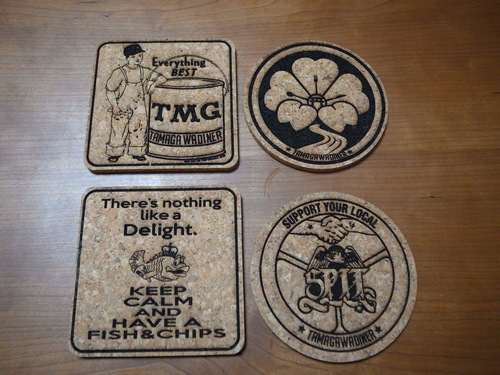 Everything
BEST
TMG
TAMAGAWADINER
TAMAGAWADINER
There's nothing
like a
Delight.
KEEP
CALM
AND
HAVE A
FISH&CHIPS
SUPPORT YOUR LOCAL
TAMAGAWADINER